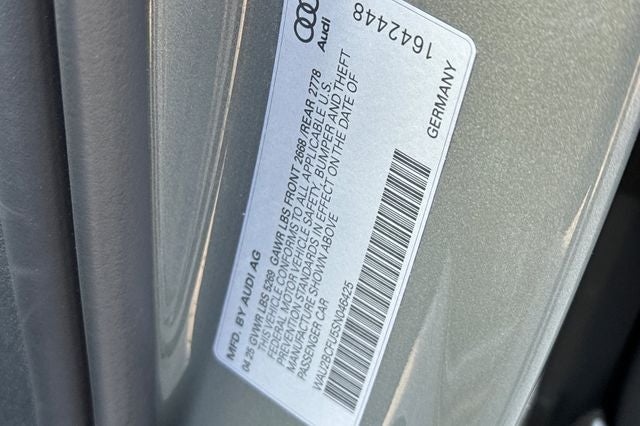 Audi
1642448
MFD. BY AUDI AG
04.25 GVWR LBS 5269 GAWR LBS FRONT 2668 /REAR 2778
THIS VEHICLE CONFORMS TO ALL APPLICABLE U.S.
FEDERAL MOTOR VEHICLE SAFETY, BUMPER AND THEFT
PREVENTION STANDARDS IN EFFECT ON THE DATE OF
MANUFACTURE SHOWN ABOVE
PASSENGER CAR
WAU2BCFU5SN046425
GERMANY